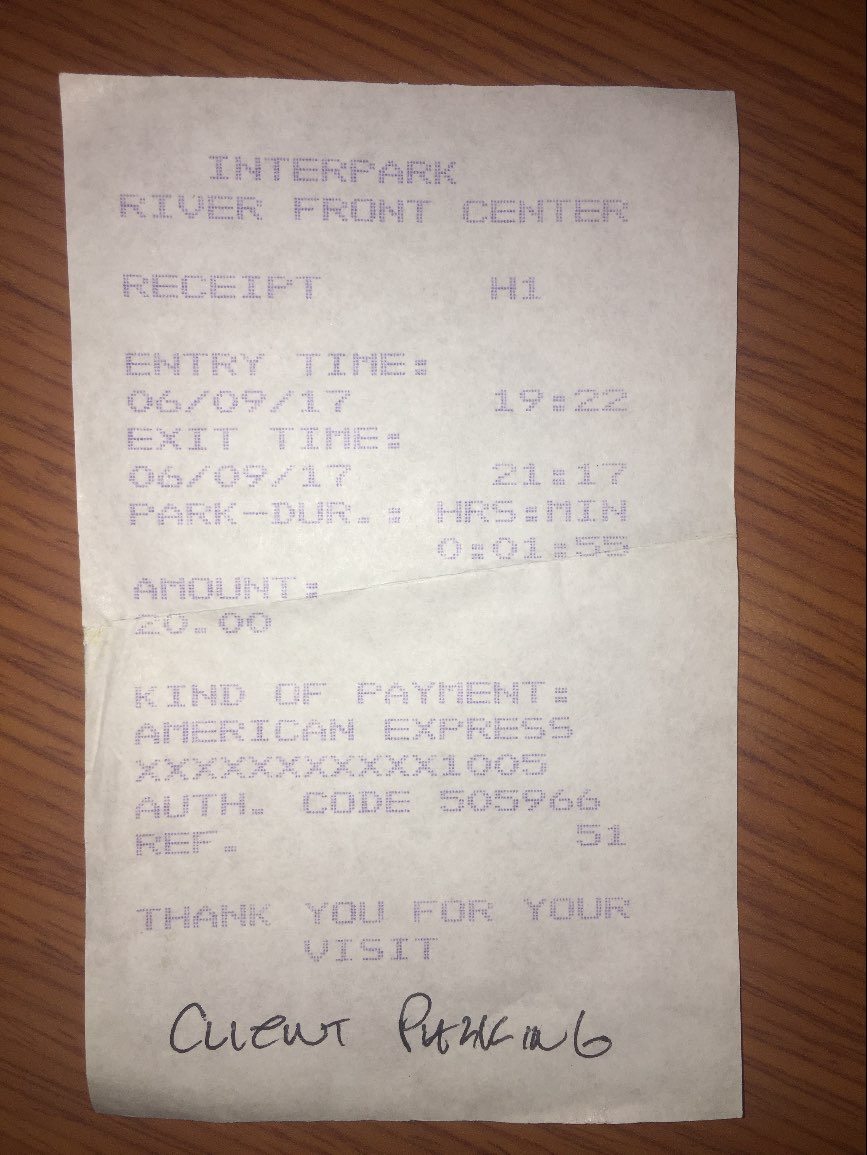 INTERPARK
RIVER FRONT CENTER
RECEIPT H1
ENTRY TIME:
06/09/17 19:22
EXIT TIME:
06/09/17 21:17
PARK-DUR.: HRS:MIN
0:01:55
AMOUNT:
20.00
KIND OF PAYMENT:
AMERICAN EXPRESS
XXXXXXXXXXX1005
AUTH. CODE 505966
REF. 51
THANK YOU FOR YOUR
VISIT
CLIENT PARKING